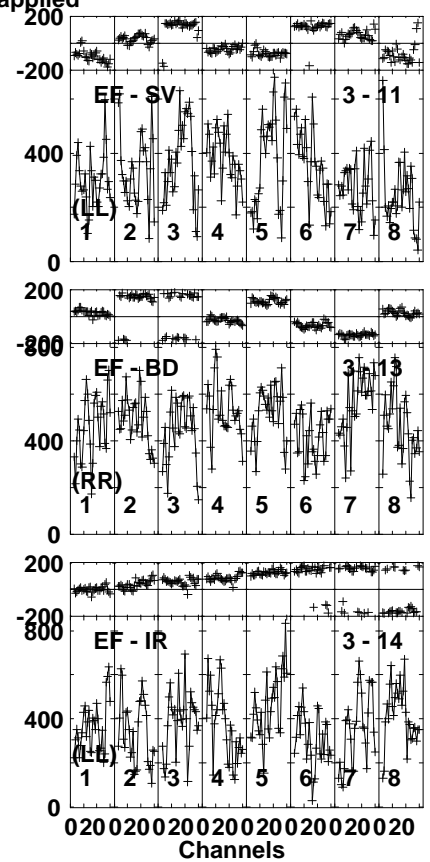 applied
200
-200
EF - SV 3 - 11
400
(LL)
1 2 3 4 5 6 7 8
0
200
-200
800
EF - BD 3 - 13
400
(RR)
1 2 3 4 5 6 7 8
0
200
-200
800
EF - IR 3 - 14
400
(LL)
1 2 3 4 5 6 7 8
0
0 20 0 20 0 20 0 20 0 20 0 20 0 20 0 20
Channels